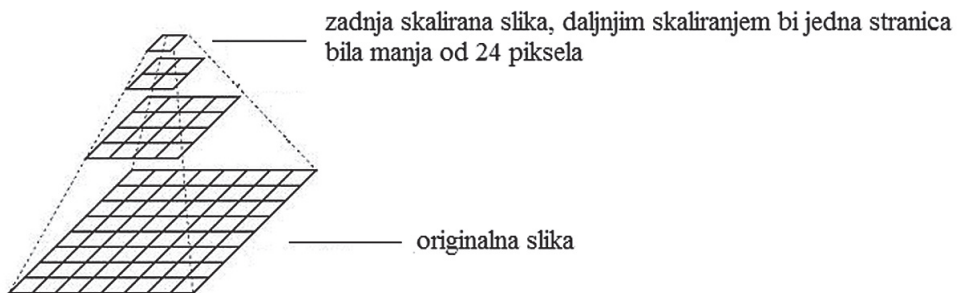 zadnja skalirana slika, daljnjim skaliranjem bi jedna stranica
bila manja od 24 piksela
originalna slika